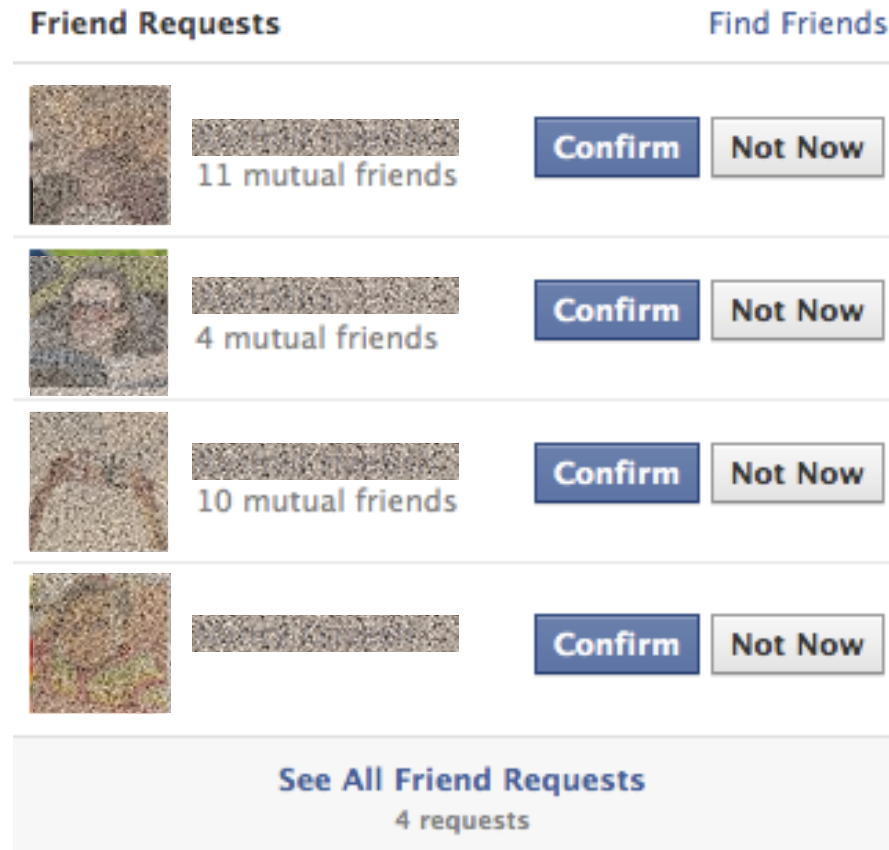 Friend Requests Find Friends
Confirm Not Now
11 mutual friends
Confirm Not Now
4 mutual friends
Confirm Not Now
10 mutual friends
Confirm Not Now
See All Friend Requests
4 requests